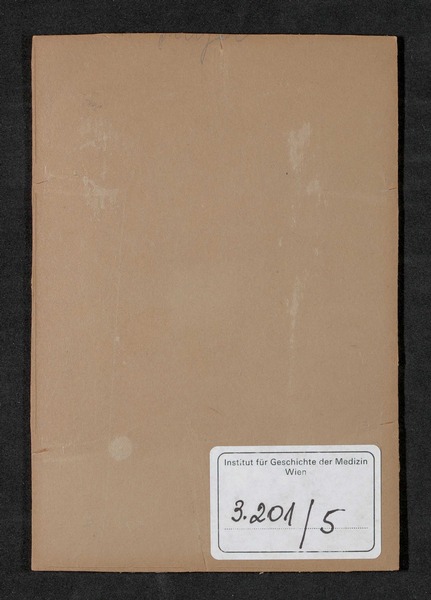 Institut für Geschichte der Medizin
Wien
3.201/5